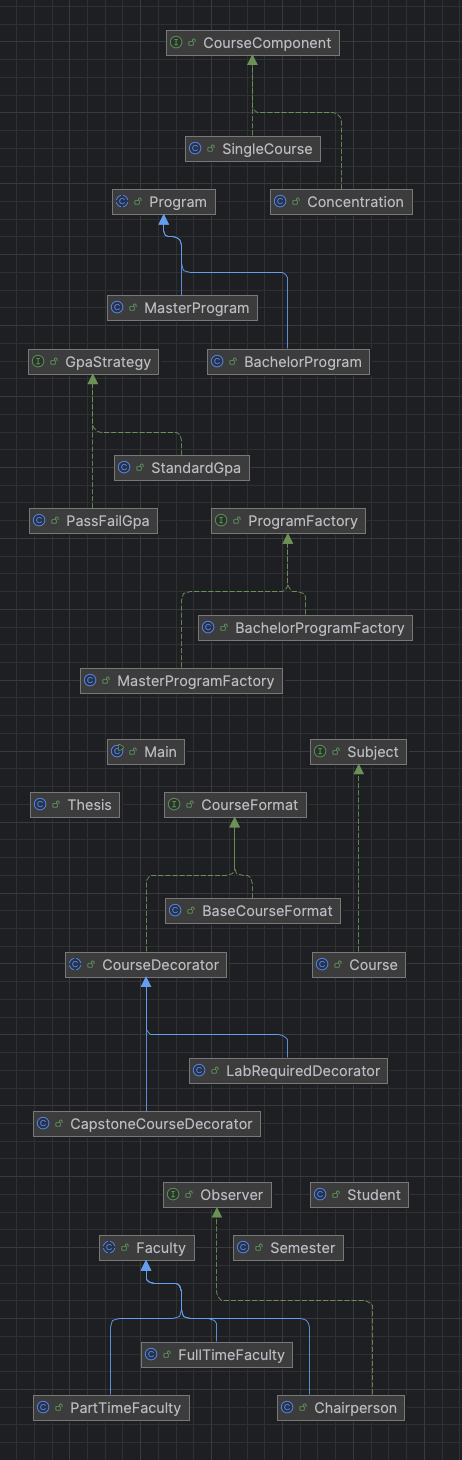 CourseComponent
SingleCourse
Program
Concentration
MasterProgram
GpaStrategy
BachelorProgram
StandardGpa
PassFailGpa
ProgramFactory
BachelorProgramFactory
MasterProgramFactory
Main
Subject
Thesis
CourseFormat
BaseCourseFormat
CourseDecorator
Course
LabRequiredDecorator
CapstoneCourseDecorator
Observer
Student
Faculty
Semester
FullTimeFaculty
PartTimeFaculty
Chairperson